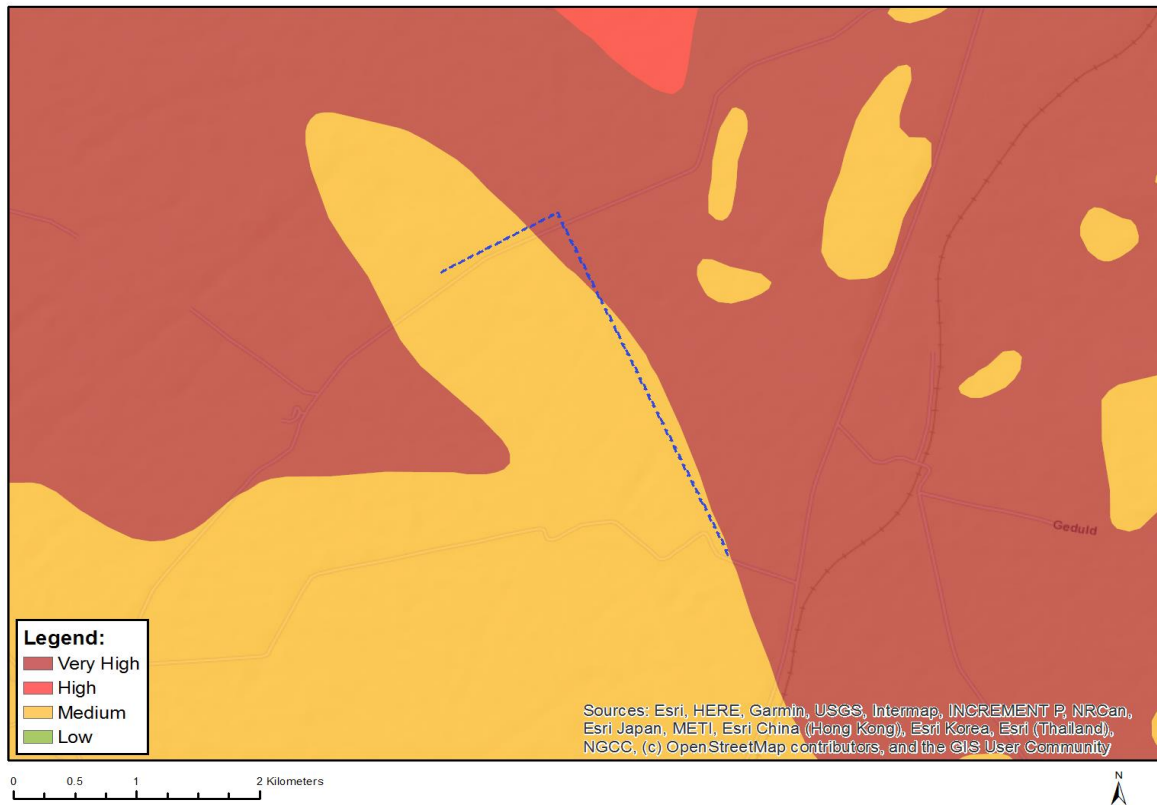 Geduld
Legend:
Very High
High
Medium
Low
Sources: Esri, HERE, Garmin, USGS, Intermap, INCREMENT P, NRCan,
Esri Japan, METI, Esri China (Hong Kong), Esri Korea, Esri (Thailand),
NGCC, (c) OpenStreetMap contributors, and the GIS User Community
0 0.5 1 2 Kilometers
N